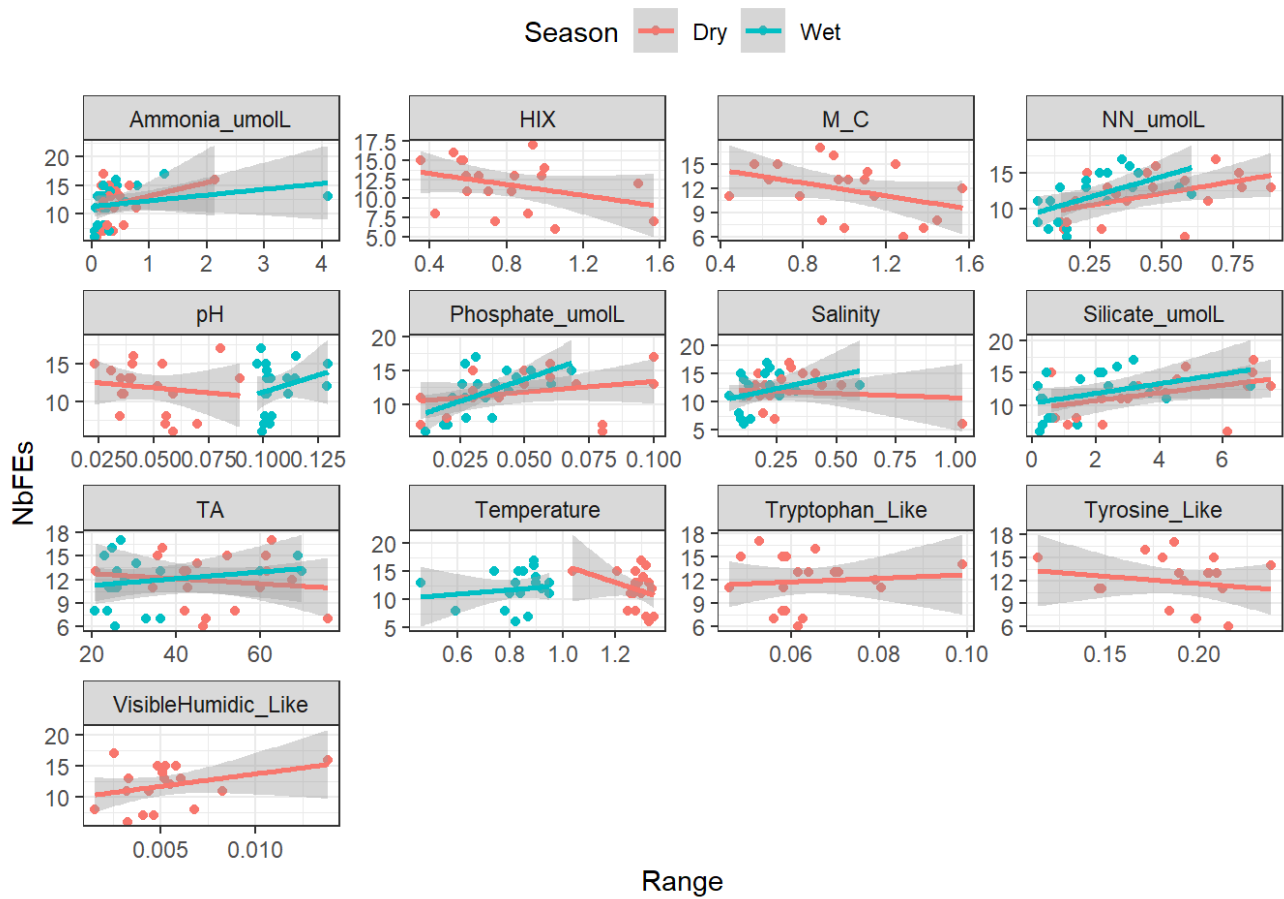 Season Dry Wet
Ammonia_umolL HIX M_C NN_umolL
20
15
10
0 1 2 3 4
17.5
15.0
12.5
10.0
7.5
5.0
0.4 0.8 1.2 1.6
15
12
9
6
0.4 0.8 1.2 1.6
15
10
0.25 0.50 0.75
pH Phosphate_umolL Salinity Silicate_umolL
15
10
0.025 0.050 0.075 0.100 0.125
20
15
10
0.025 0.050 0.075 0.100
20
15
10
5
0.25 0.50 0.75 1.00
20
15
10
0 2 4 6
NbFEs
TA Temperature Tryptophan_Like Tyrosine_Like
18
15
12
9
6
20 40 60
20
15
10
5
0.6 0.8 1.0 1.2
18
15
12
9
6
0.06 0.08 0.10
18
15
12
9
6
0.15 0.20
VisibleHumidic_Like
20
15
10
0.005 0.010
Range